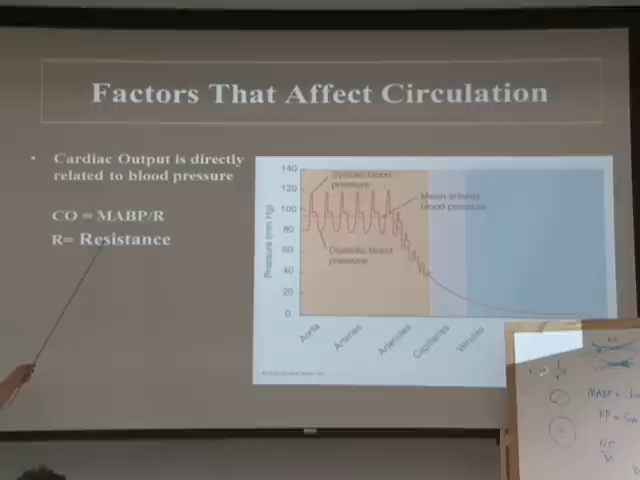 Factors That Affect Circulation
• Cardiac Output is directly
related to blood pressure
CO = MABP/R
R= Resistance
Systolic blood
pressure
Mean arterial
blood pressure
Diastolic blood
pressure
Pressure (mm Hg)
140
120
100
80
60
40
20
0
Aorta
Arteries
Arterioles
Capillaries
Venules
MABP =
PP =